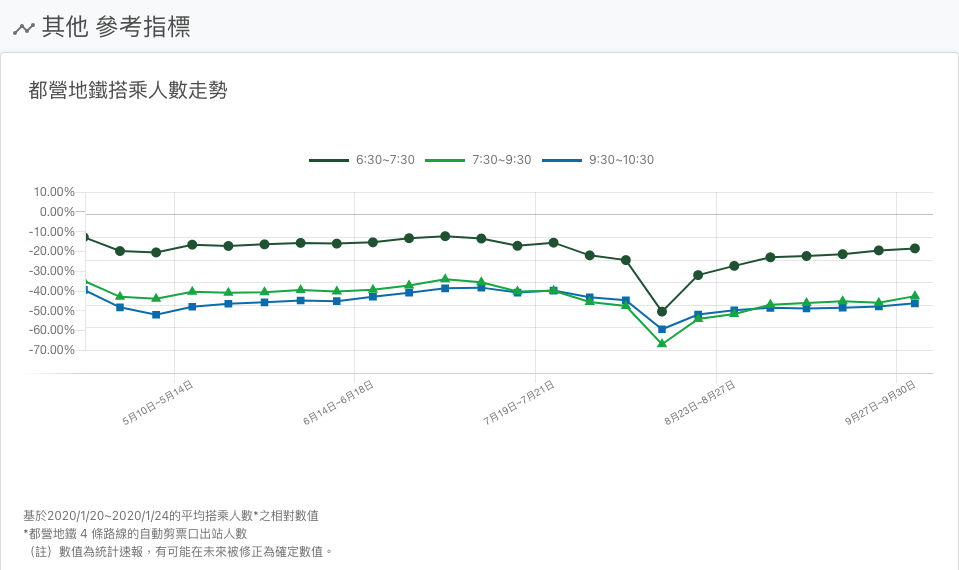 其他 參考指標
都營地鐵搭乘人數走勢
6:30~7:30 7:30~9:30 9:30~10:30
10.00%
0.00%
-10.00%
-20.00%
-30.00%
-40.00%
-50.00%
-60.00%
-70.00%
5月10日~5月14日 6月14日~6月18日 7月19日~7月21日 8月23日~8月27日 9月27日~9月30日
基於2020/1/20~2020/1/24的平均搭乘人數*之相對數值
*都營地鐵 4 條路線的自動剪票口出站人數
（註）數值為統計速報，有可能在未來被修正為確定數值。